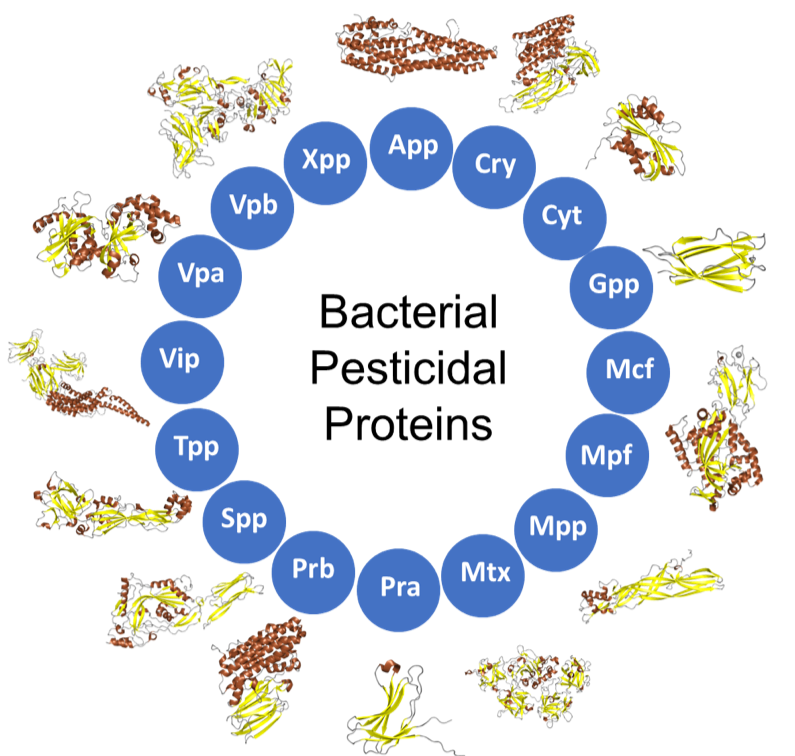 Bacterial
Pesticidal
Proteins
App
Cry
Cyt
Gpp
Mcf
Mpf
Mpp
Mtx
Pra
Prb
Spp
Tpp
Vip
Vpa
Vpb
Xpp